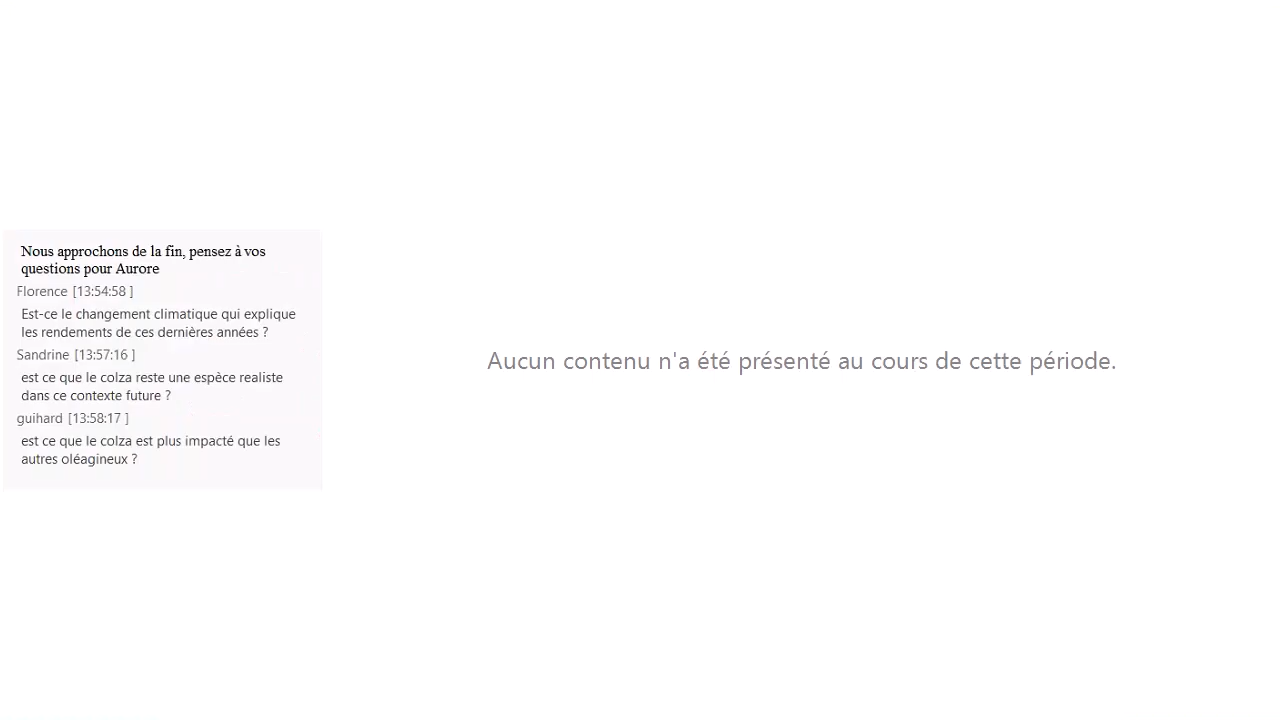 Nous approchons de la fin, pensez à vos
questions pour Aurore
Florence [13:54:58 ]
Est-ce le changement climatique qui explique
les rendements de ces dernières années ?
Sandrine [13:57:16 ]
est ce que le colza reste une espèce realiste
dans ce contexte future ?
guihard [13:58:17 ]
est ce que le colza est plus impacté que les
autres oléagineux ?
Aucun contenu n'a été présenté au cours de cette période.